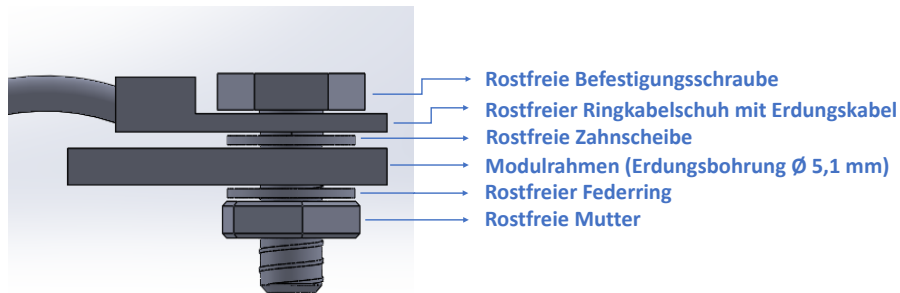 Rostfreie Befestigungsschraube
Rostfreier Ringkabelschuh mit Erdungskabel
Rostfreie Zahnscheibe
Modulrahmen (Erdungsbohrung Ø 5,1 mm)
Rostfreier Federring
Rostfreie Mutter